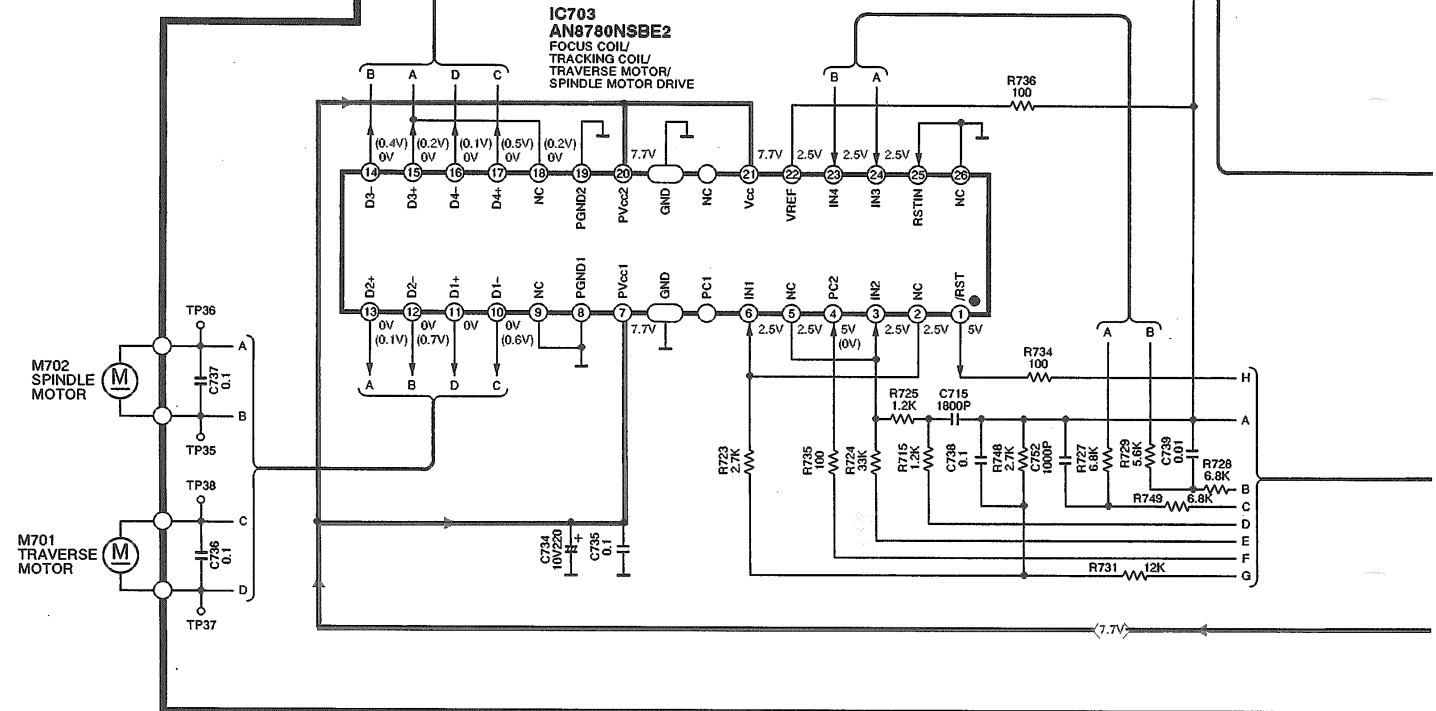 IC703
AN8780NSBE2
FOCUS COIL/
TRACKING COIL/
TRAVERSE MOTOR/
SPINDLE MOTOR DRIVE
B A D C
B A
R736
100
(0.4V) (0.2V) (0.1V) (0.5V) (0.2V)
0V 0V 0V 0V 0V
7.7V 7.7V 2.5V 2.5V 2.5V
14 15 16 17 18 19 20 21 22 23 24 25 26
D3-
D3+
D4-
D4+
NC
PGND2
PVcc2
GND
NC
Vcc
VREF
IN4
IN3
RSTIN
NC
D2+
D2-
D1+
D1-
NC
PGND1
PVcc1
GND
PC1
IN1
NC
PC2
IN2
NC
/RST
13 12 11 10 9 8 7 6 5 4 3 2 1
0V 0V 0V 0V 7.7V 2.5V 2.5V 5V 2.5V 2.5V 5V
(0.1V) (0.7V) (0.6V) (0V)
A B D C
A B
TP36
M702
SPINDLE
MOTOR
M
C737
0.1
A
B
TP35
TP38
M701
TRAVERSE
MOTOR
M
C736
0.1
C
D
TP37
R734
100
H
R725
1.2K
C715
1800P
A
R723
2.7K
R735
100
R724
33K
R715
1.2K
C738
0.1
R748
2.7K
C752
1000P
R727
6.8K
R729
5.6K
C739
0.01
R728
6.8K
B
R749 6.8K
C
D
E
F
R731 12K
G
C734
10V220
+
C735
0.1
7.7V